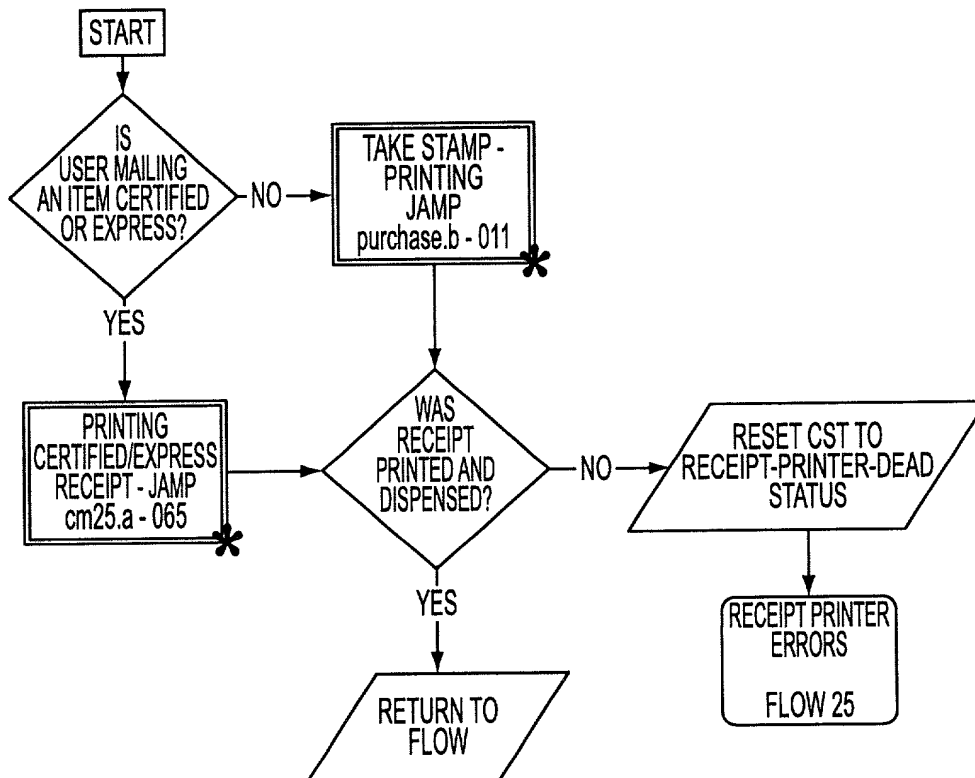 START
IS
USER MAILING
AN ITEM CERTIFIED
OR EXPRESS?
NO
TAKE STAMP -
PRINTING
JAMP
purchase.b - 011
*
YES
PRINTING
CERTIFIED/EXPRESS
RECEIPT - JAMP
cm25.a - 065
*
WAS
RECEIPT
PRINTED AND
DISPENSED?
NO
RESET CST TO
RECEIPT-PRINTER-DEAD
STATUS
YES
RECEIPT PRINTER
ERRORS
FLOW 25
RETURN TO
FLOW